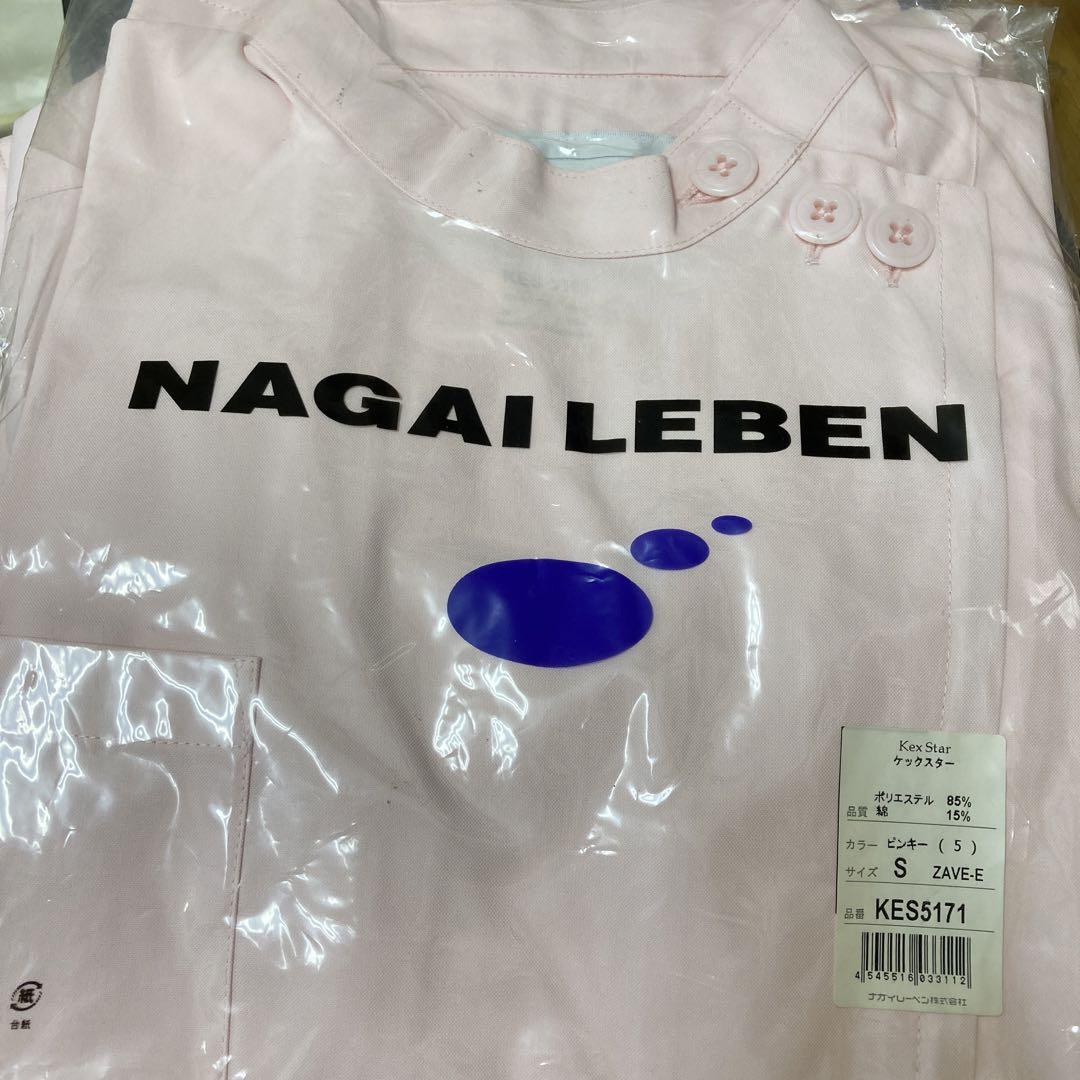 NAGAI LEBEN
Kex Star
ケックスター
ポリエステル 85%
品質 綿 15%
カラー ピンキー ( 5 )
サイズ S ZAVE-E
品番 KES5171
4 545516 033112
ナガイレーベン株式会社
紙
台紙